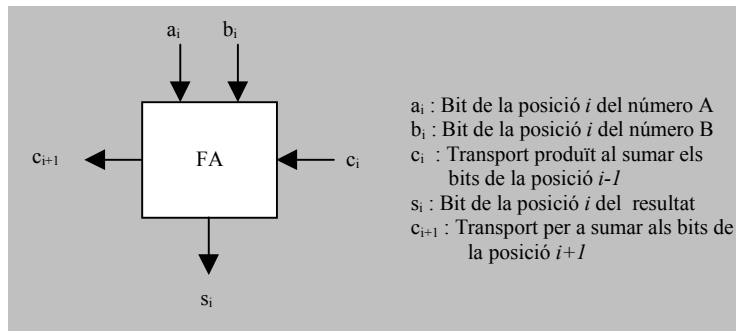 aᵢ bᵢ
cᵢ₊₁ FA cᵢ
sᵢ
aᵢ : Bit de la posició i del número A
bᵢ : Bit de la posició i del número B
cᵢ : Transport produït al sumar els
bits de la posició i-1
sᵢ : Bit de la posició i del resultat
cᵢ₊₁ : Transport per a sumar als bits de
la posició i+1